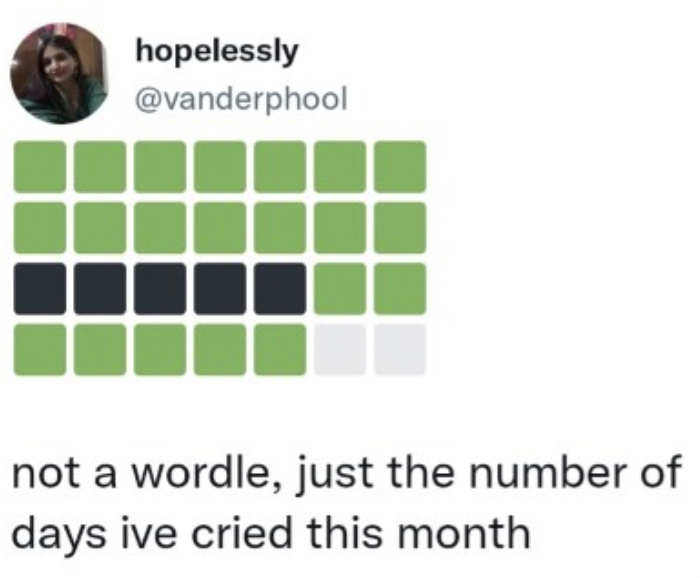 hopelessly
@vanderphool
not a wordle, just the number of
days ive cried this month